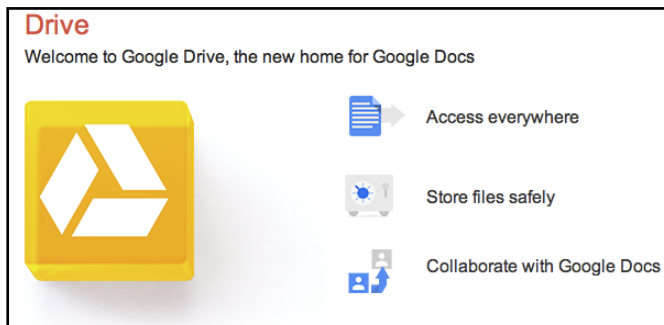 Drive
Welcome to Google Drive, the new home for Google Docs
Access everywhere
Store files safely
Collaborate with Google Docs